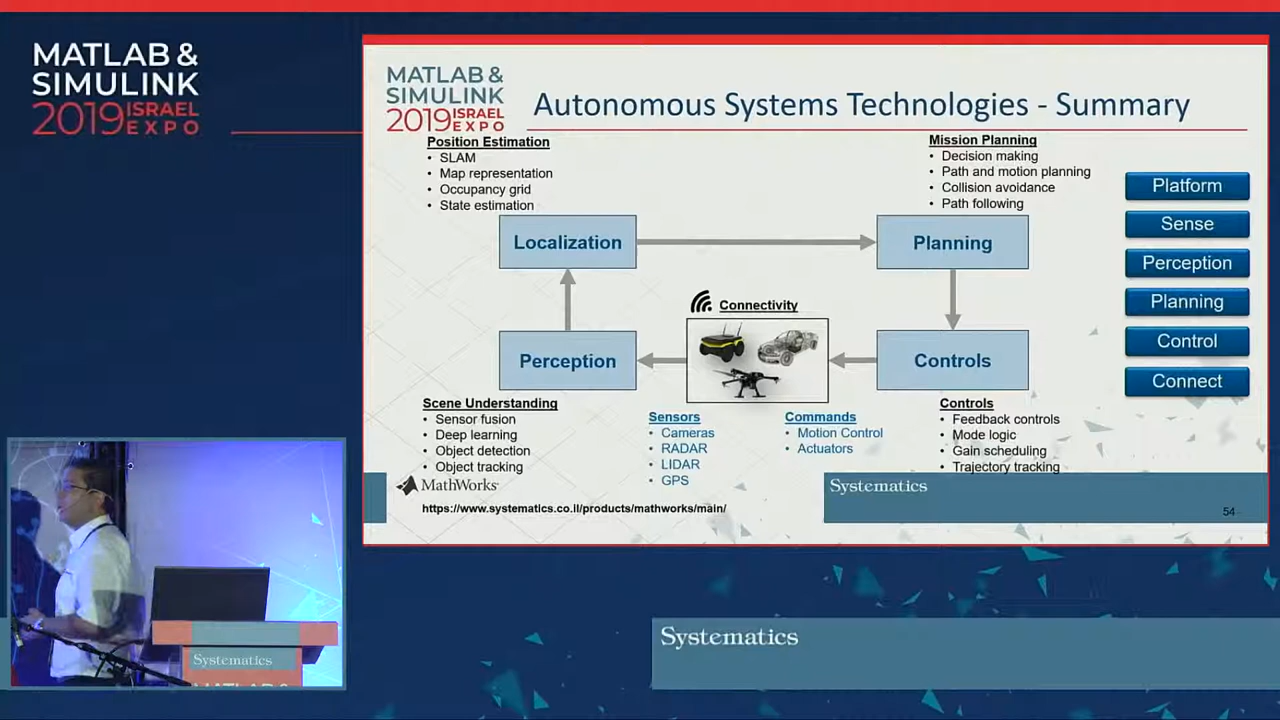 MATLAB &
SIMULINK
2019 ISRAEL
EXPO
MATLAB &
SIMULINK
2019 ISRAEL
EXPO
Autonomous Systems Technologies - Summary
Position Estimation
• SLAM
• Map representation
• Occupancy grid
• State estimation
Mission Planning
• Decision making
• Path and motion planning
• Collision avoidance
• Path following
Platform
Sense
Perception
Planning
Control
Connect
Localization
Planning
Connectivity
Perception
Controls
Scene Understanding
• Sensor fusion
• Deep learning
• Object detection
• Object tracking
Sensors
• Cameras
• RADAR
• LIDAR
• GPS
Commands
• Motion Control
• Actuators
Controls
• Feedback controls
• Mode logic
• Gain scheduling
• Trajectory tracking
MathWorks
Systematics
https://www.systematics.co.il/products/mathworks/main/
54
Systematics
Systematics
MATLAB &